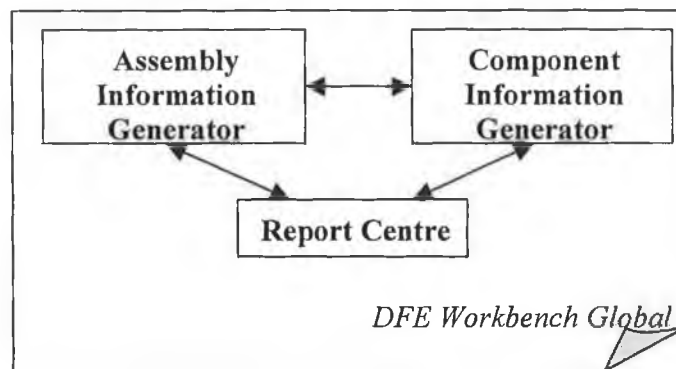 Assembly
Information
Generator
Component
Information
Generator
Report Centre
DFE Workbench Global